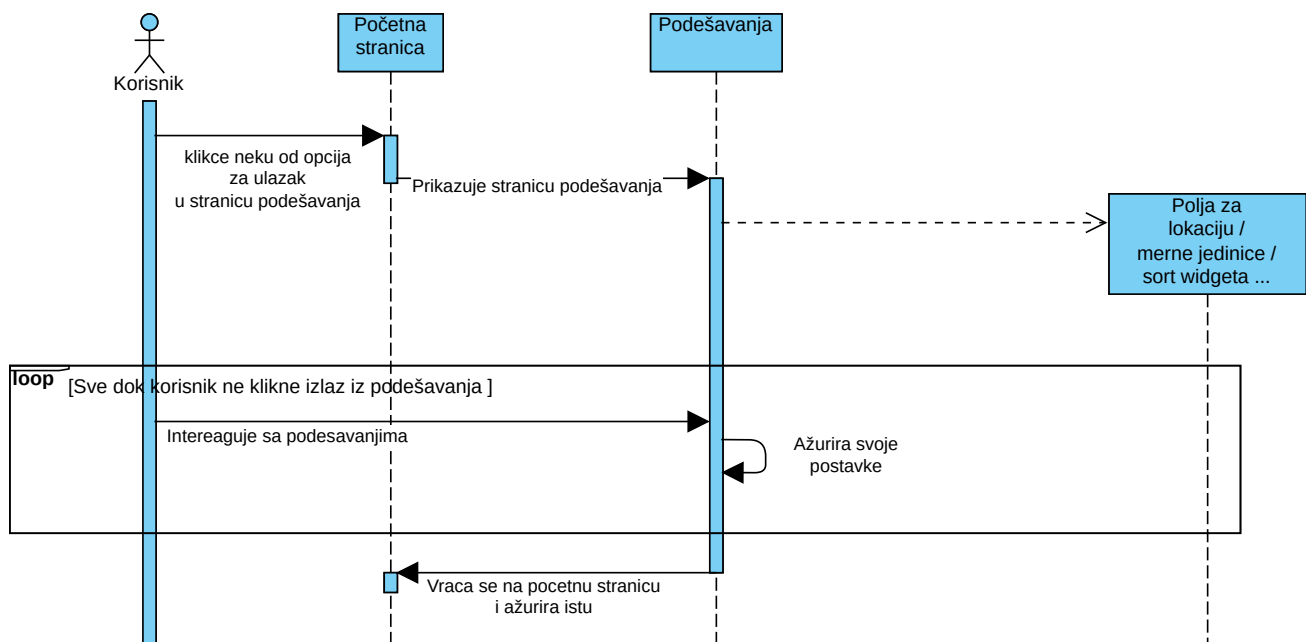 Početna
stranica
Podešavanja
Korisnik
klikce neku od opcija
za ulazak
u stranicu podešavanja
Prikazuje stranicu podešavanja
Polja za
lokaciju /
merne jedinice /
sort widgeta ...
loop
[Sve dok korisnik ne klikne izlaz iz podešavanja ]
Intereaguje sa podesavanjima
Ažurira svoje
postavke
Vraca se na pocetnu stranicu
i ažurira istu